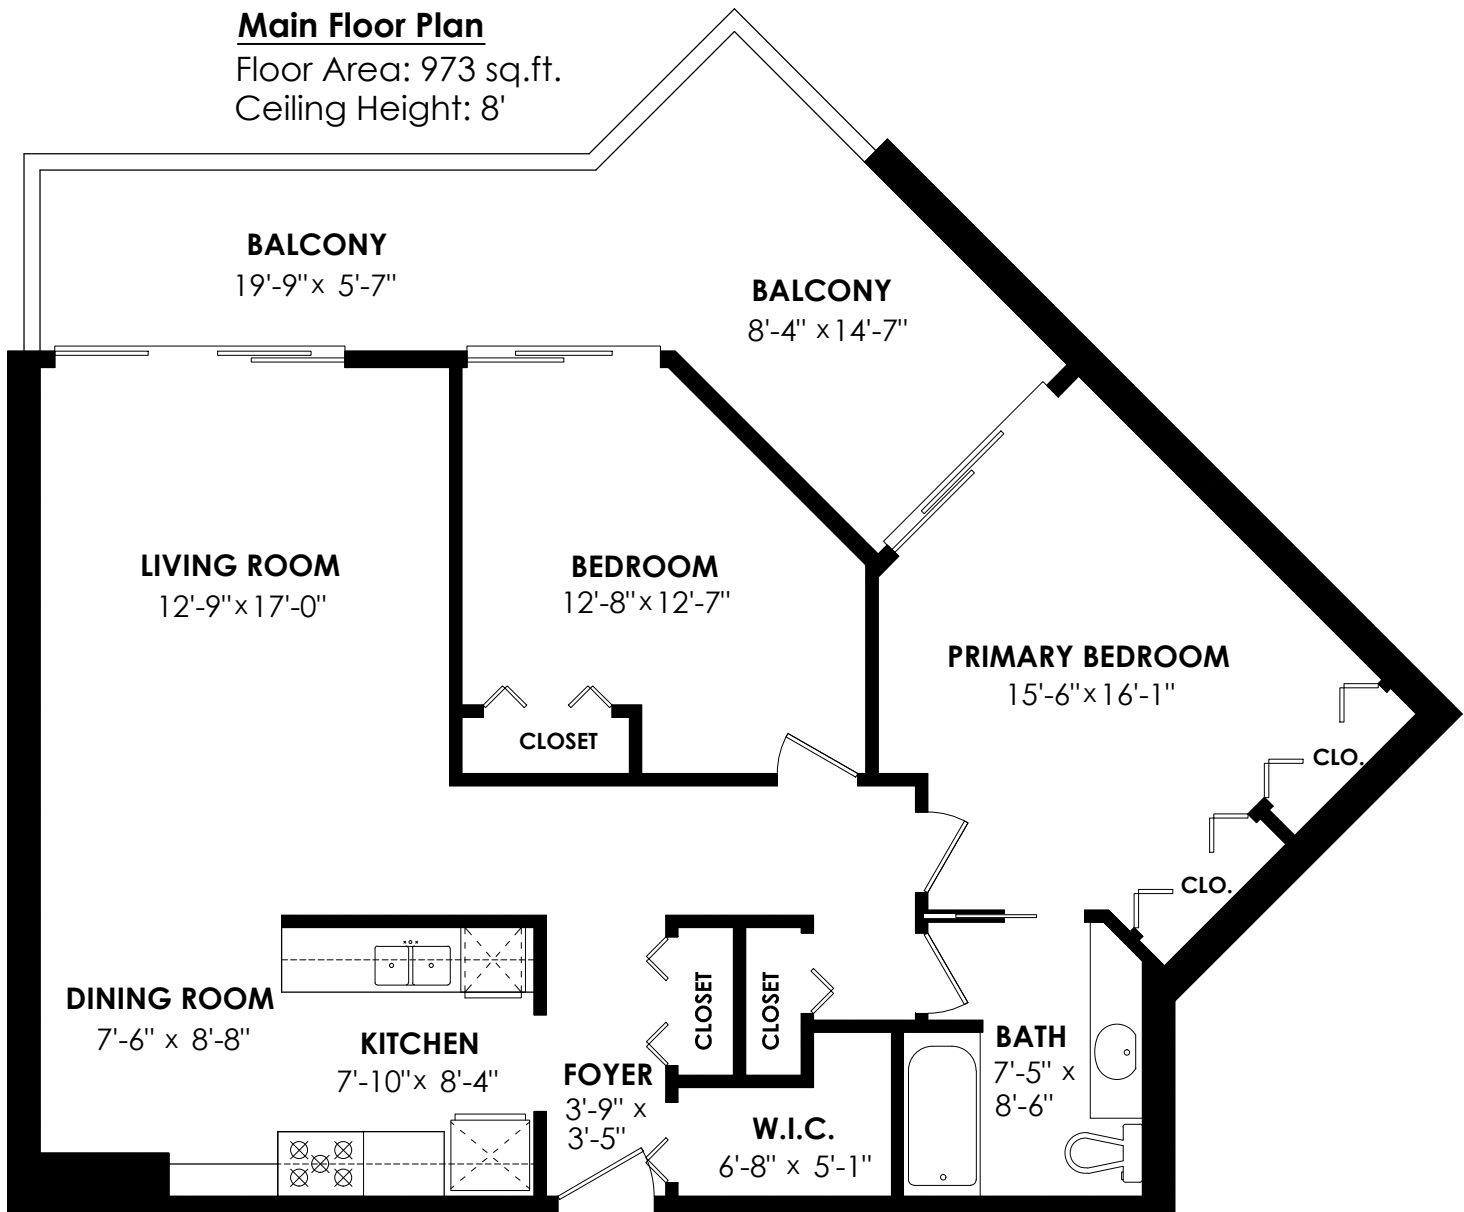 Main Floor Plan
Floor Area: 973 sq.ft.
Ceiling Height: 8'
BALCONY
19'-9" x 5'-7"
BALCONY
8'-4" x 14'-7"
LIVING ROOM
12'-9" x 17'-0"
BEDROOM
12'-8" x 12'-7"
PRIMARY BEDROOM
15'-6" x 16'-1"
CLOSET
CLO.
CLO.
DINING ROOM
7'-6" x 8'-8"
KITCHEN
7'-10" x 8'-4"
FOYER
3'-9" x
3'-5"
CLOSET
CLOSET
W.I.C.
6'-8" x 5'-1"
BATH
7'-5" x
8'-6"